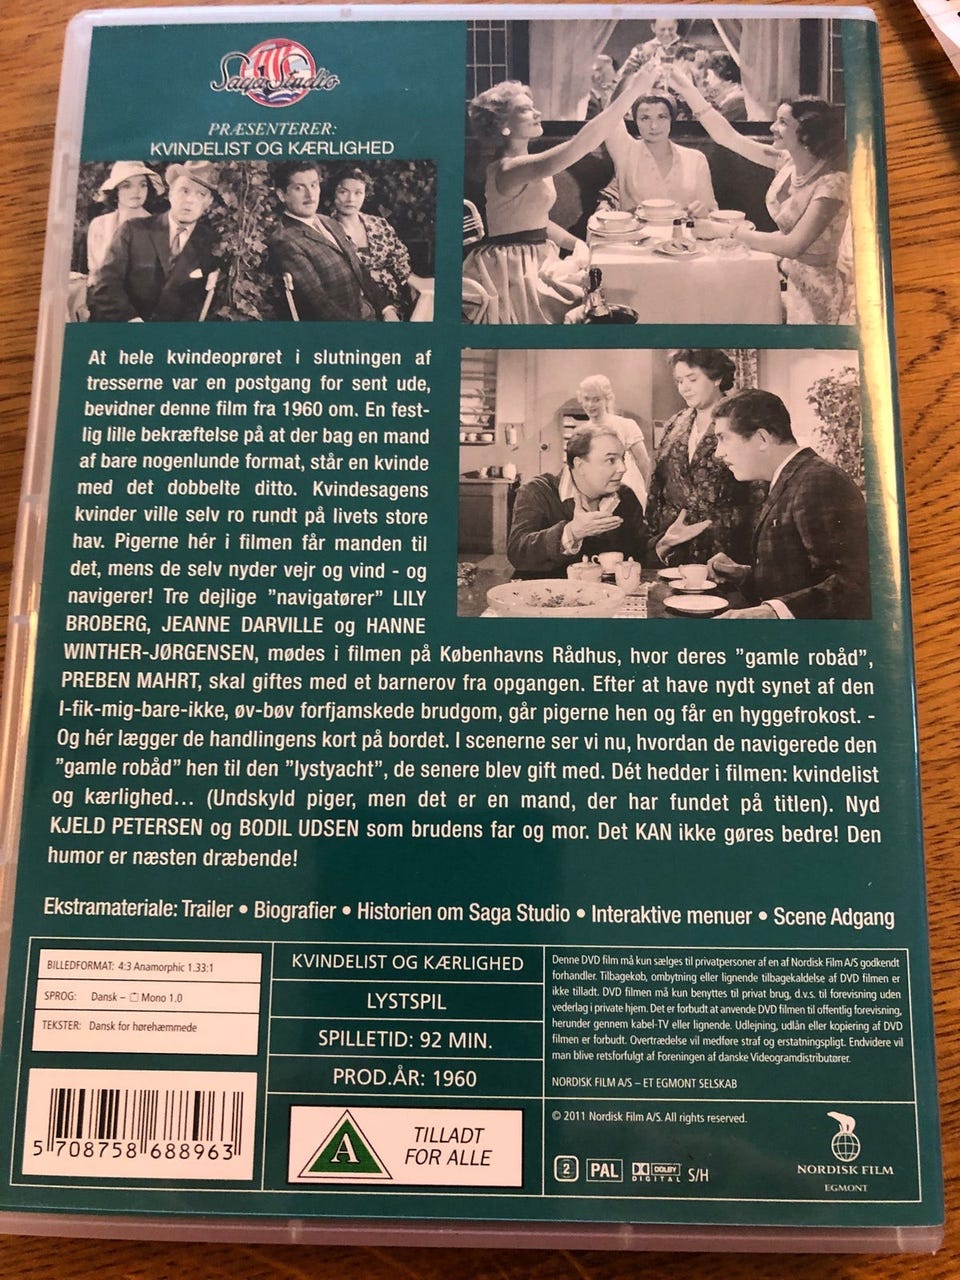 Saga Studio
PRÆSENTERER:
KVINDELIST OG KÆRLIGHED
At hele kvindeoprøret i slutningen af
tresserne var en postgang for sent ude,
bevidner denne film fra 1960 om. En fest-
lig lille bekræftelse på at der bag en mand
af bare nogenlunde format, står en kvinde
med det dobbelte ditto. Kvindesagens
kvinder ville selv ro rundt på livets store
hav. Pigerne hér i filmen får manden til
det, mens de selv nyder vejr og vind - og
navigerer! Tre dejlige "navigatører" LILY
BROBERG, JEANNE DARVILLE og HANNE
WINTHER-JØRGENSEN, mødes i filmen på Københavns Rådhus, hvor deres "gamle robåd",
PREBEN MAHRT, skal giftes med et barnerov fra opgangen. Efter at have nydt synet af den
I-fik-mig-bare-ikke, øv-bøv forfjamskede brudgom, går pigerne hen og får en hyggefrokost. -
Og hér lægger de handlingens kort på bordet. I scenerne ser vi nu, hvordan de navigerede den
"gamle robåd" hen til den "lystyacht", de senere blev gift med. Dét hedder i filmen: kvindelist
og kærlighed... (Undskyld piger, men det er en mand, der har fundet på titlen). Nyd
KJELD PETERSEN og BODIL UDSEN som brudens far og mor. Det KAN ikke gøres bedre! Den
humor er næsten dræbende!
Ekstramateriale: Trailer • Biografier • Historien om Saga Studio • Interaktive menuer • Scene Adgang
BILLEDFORMAT: 4:3 Anamorphic 1.33:1
SPROG: Dansk – Mono 1.0
TEKSTER: Dansk for hørehæmmede
5 708758 688963
KVINDELIST OG KÆRLIGHED
LYSTSPIL
SPILLETID: 92 MIN.
PROD.ÅR: 1960
A
TILLADT
FOR ALLE
Denne DVD film må kun sælges til privatpersoner af en af Nordisk Film A/S godkendt
forhandler. Tilbagekøb, ombytning eller lignende tilbagekaldelse af DVD filmen er
ikke tilladt. DVD filmen må kun benyttes til privat brug, d.v.s. til forevisning uden
vederlag i private hjem. Det er forbudt at anvende DVD filmen til offentlig forevisning,
herunder gennem kabel-TV eller lignende. Udlejning, udlån eller kopiering af DVD
filmen er forbudt. Overtrædelse vil medføre straf og erstatningspligt. Endvidere vil
man blive retsforfulgt af Foreningen af danske Videogramdistributører.
NORDISK FILM A/S – ET EGMONT SELSKAB
© 2011 Nordisk Film A/S. All rights reserved.
2 PAL DOLBY DIGITAL S/H
NORDISK FILM
EGMONT